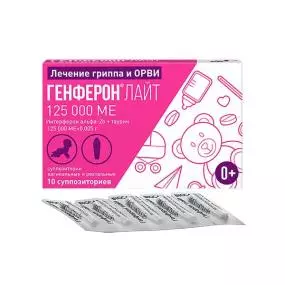 Лечение гриппа и ОРВИ
ГЕНФЕРОН® ЛАЙТ
125 000 МЕ
Интерферон альфа-2b + таурин
125 000 МЕ+0,005 г
суппозитории
вагинальные и ректальные
10 суппозиториев
0+